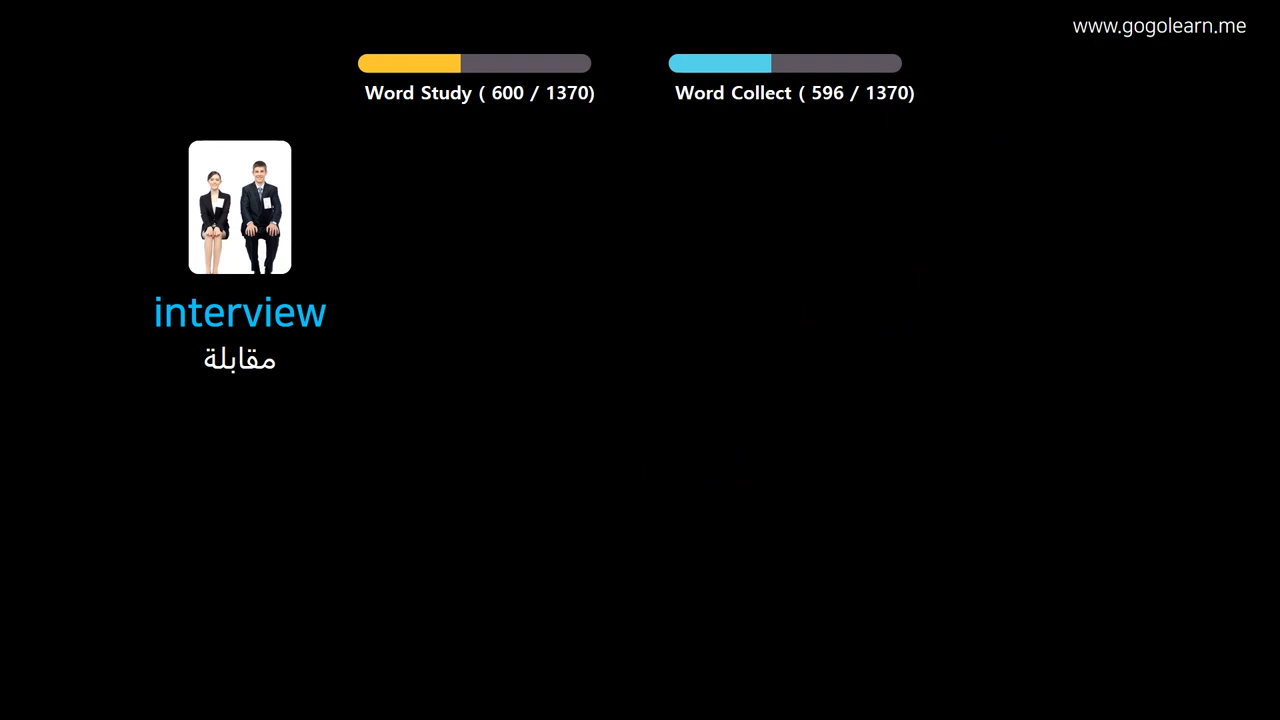 www.gogolearn.me
Word Study ( 600 / 1370)
Word Collect ( 596 / 1370)
interview
مقابلة